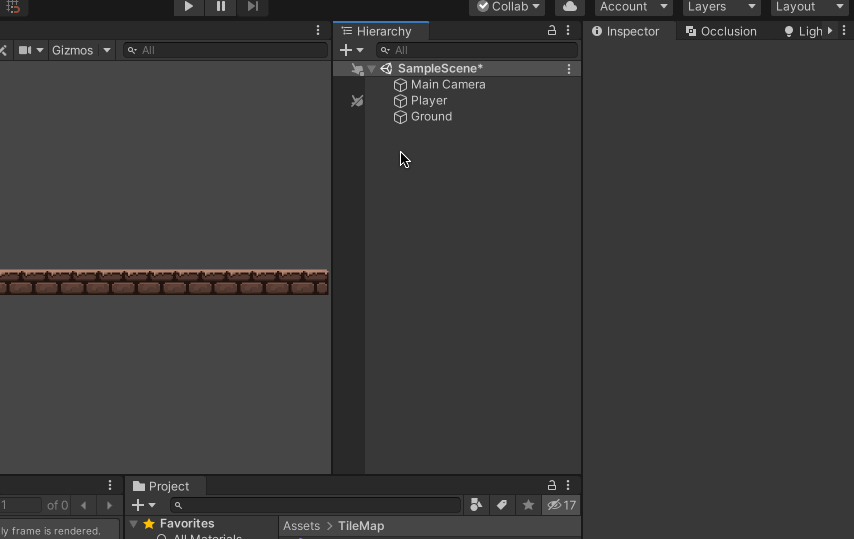 Collab
Account
Layers
Layout
Gizmos
All
Hierarchy
All
SampleScene*
Main Camera
Player
Ground
Inspector
Occlusion
Ligh
1
of 0
ly frame is rendered.
Project
17
Favorites
All Materials
Assets > TileMap